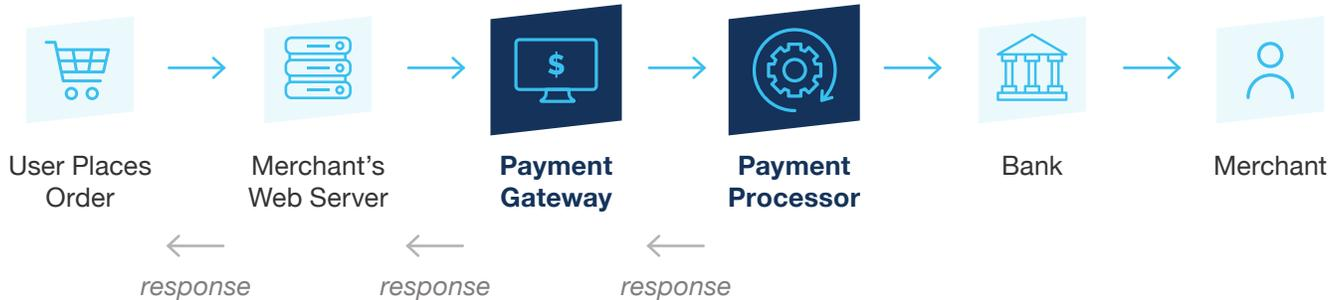 $
User Places
Order
Merchant's
Web Server
Payment
Gateway
Payment
Processor
Bank
Merchant
response
response
response